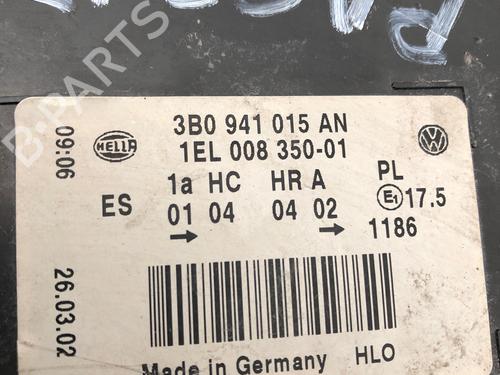 3B0 941 015 AN
HELLA
1EL 008 350-01
1a HC HR A PL
ES 01 04 04 02 E1 17.5
1186
09:06
26.03.02
Made in Germany HLO
B-PARTS